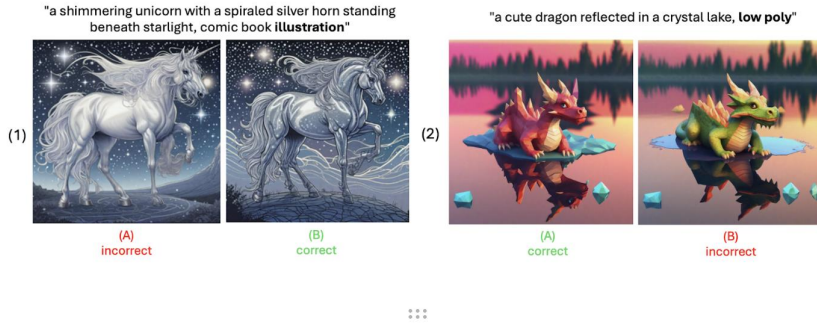 "a shimmering unicorn with a spiraled silver horn standing
beneath starlight, comic book illustration"
(1)
(A)
incorrect
(B)
correct
"a cute dragon reflected in a crystal lake, low poly"
(2)
(A)
correct
(B)
incorrect